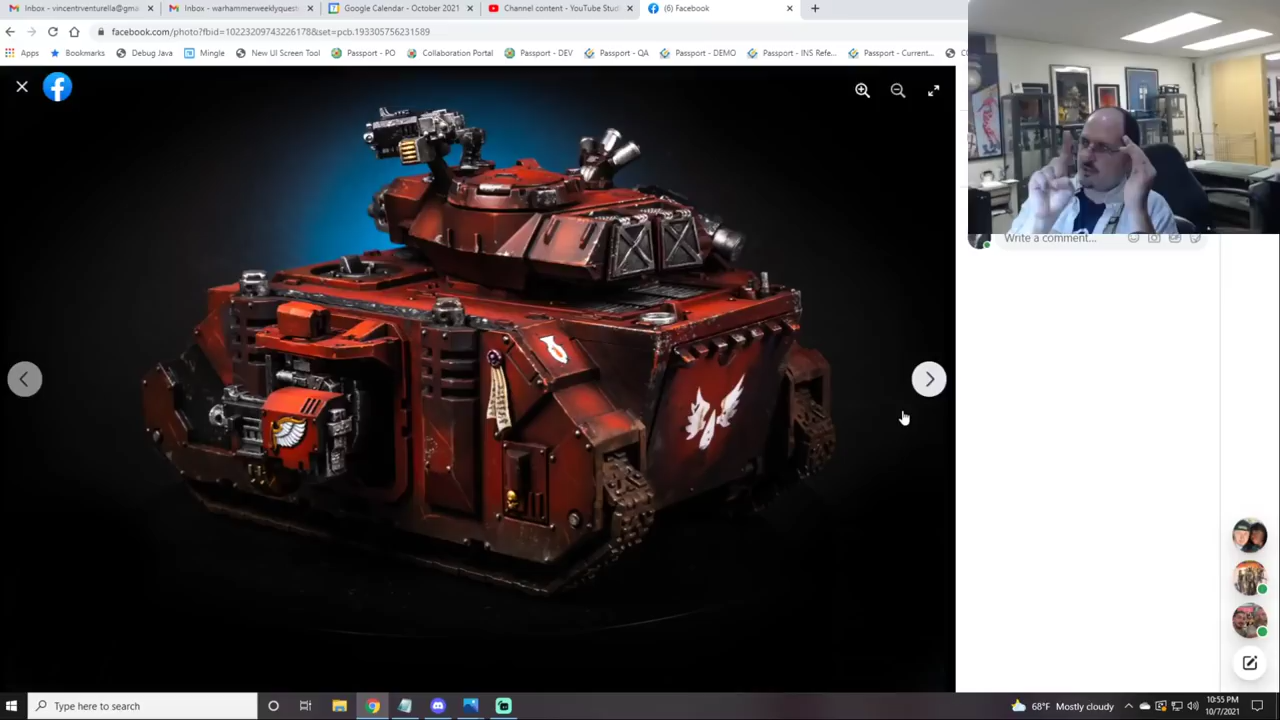 Inbox - vincentrventurella@gma
Inbox - warhammerweeklyquest
Google Calendar - October 2021
Channel content - YouTube Stud
(6) Facebook
facebook.com/photo?fbid=10223209743226178&set=pcb.193305756231589
Apps
Bookmarks
Debug Java
Mingle
New UI Screen Tool
Passport - PO
Collaboration Portal
Passport - DEV
Passport - QA
Passport - DEMO
Passport - INS Refe...
Passport - Current...
Write a comment...
Type here to search
68°F Mostly cloudy
10:55 PM
10/7/2021